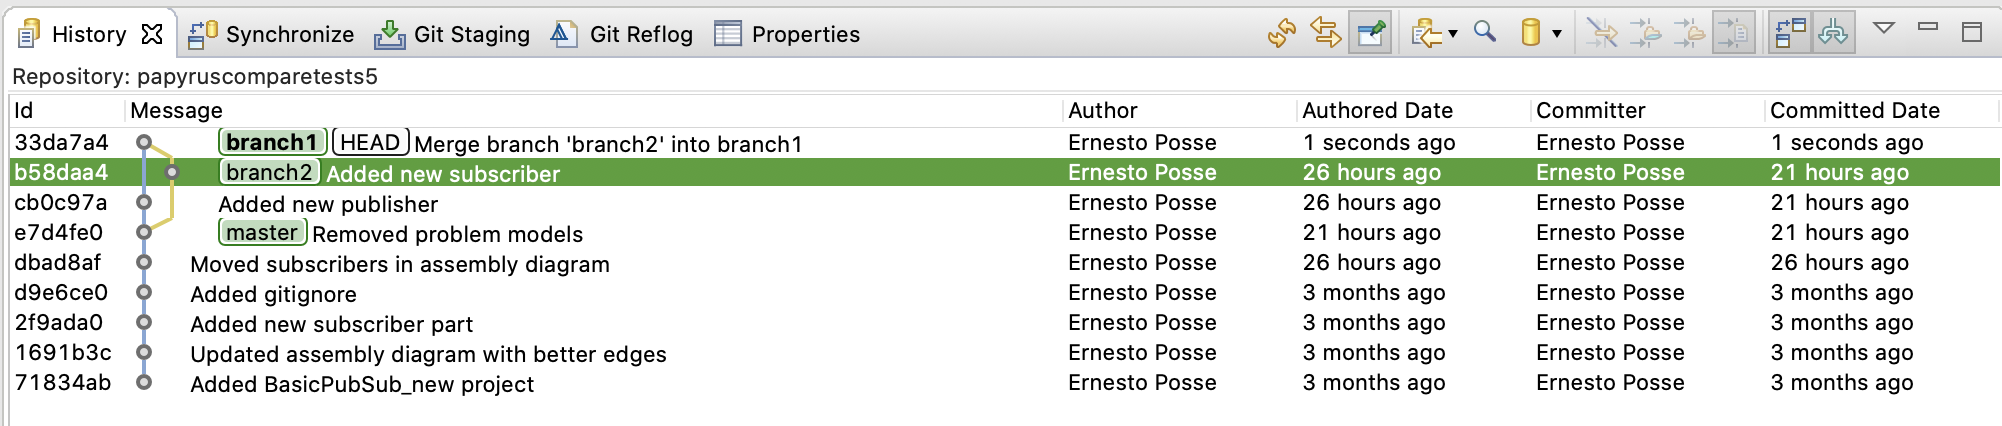 History Synchronize Git Staging Git Reflog Properties
Repository: papyruscomparetests5
Id Message Author Authored Date Committer Committed Date
33da7a4 branch1 HEAD Merge branch 'branch2' into branch1 Ernesto Posse 1 seconds ago Ernesto Posse 1 seconds ago
b58daa4 branch2 Added new subscriber Ernesto Posse 26 hours ago Ernesto Posse 21 hours ago
cb0c97a Added new publisher Ernesto Posse 26 hours ago Ernesto Posse 21 hours ago
e7d4fe0 master Removed problem models Ernesto Posse 21 hours ago Ernesto Posse 21 hours ago
dbad8af Moved subscribers in assembly diagram Ernesto Posse 26 hours ago Ernesto Posse 26 hours ago
d9e6ce0 Added gitignore Ernesto Posse 3 months ago Ernesto Posse 3 months ago
2f9ada0 Added new subscriber part Ernesto Posse 3 months ago Ernesto Posse 3 months ago
1691b3c Updated assembly diagram with better edges Ernesto Posse 3 months ago Ernesto Posse 3 months ago
71834ab Added BasicPubSub_new project Ernesto Posse 3 months ago Ernesto Posse 3 months ago